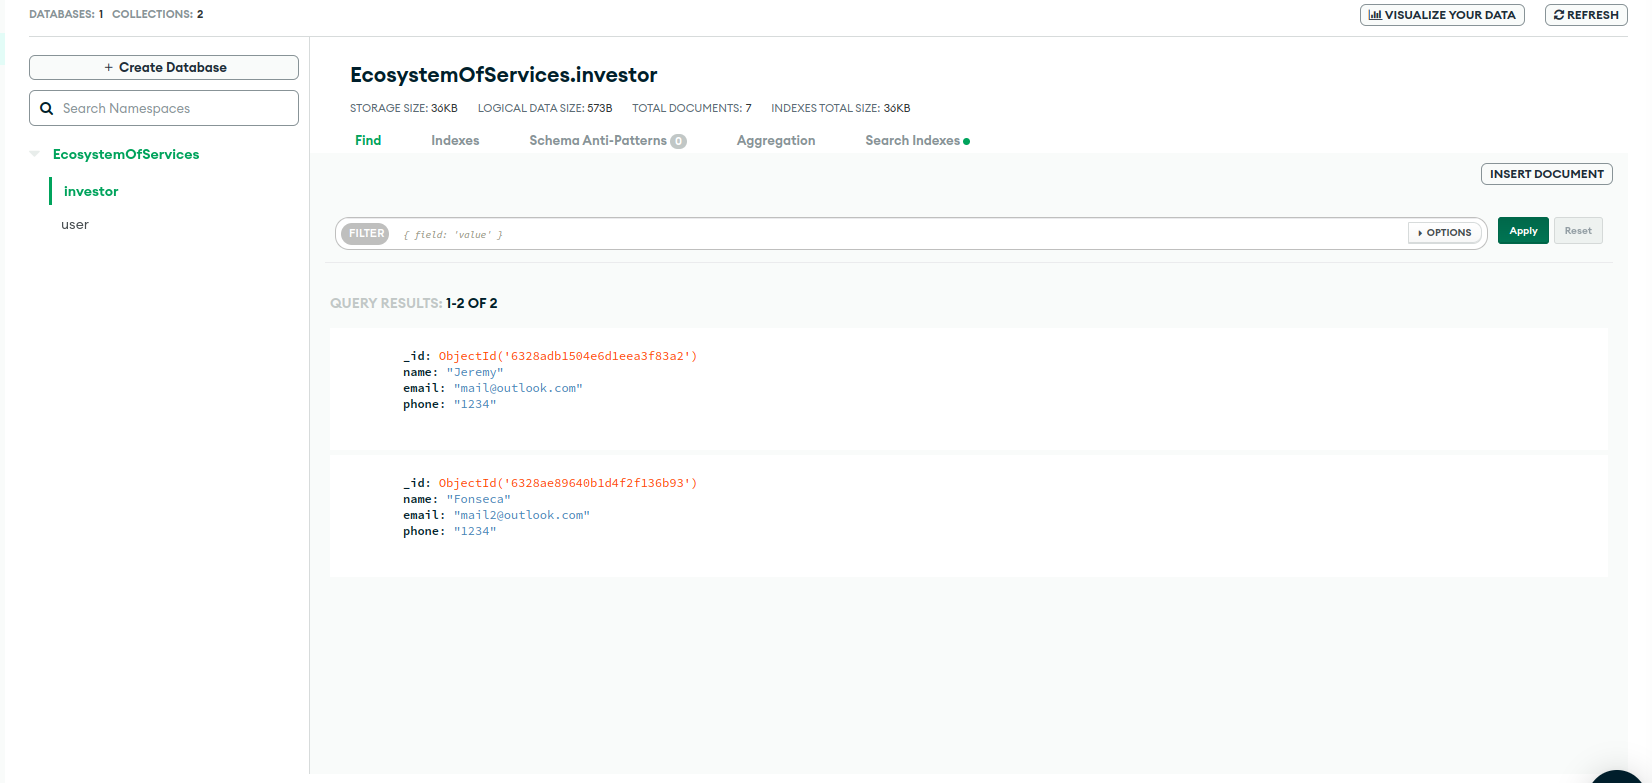 DATABASES: 1 COLLECTIONS: 2
VISUALIZE YOUR DATA
REFRESH
+ Create Database
Search Namespaces
EcosystemOfServices
investor
user
EcosystemOfServices.investor
STORAGE SIZE: 36KB LOGICAL DATA SIZE: 573B TOTAL DOCUMENTS: 7 INDEXES TOTAL SIZE: 36KB
Find Indexes Schema Anti-Patterns 0 Aggregation Search Indexes
INSERT DOCUMENT
FILTER { field: 'value' } OPTIONS Apply Reset
QUERY RESULTS: 1-2 OF 2
_id: ObjectId('6328adb1504e6d1eea3f83a2')
name: "Jeremy"
email: "mail@outlook.com"
phone: "1234"
_id: ObjectId('6328ae89640b1d4f2f136b93')
name: "Fonseca"
email: "mail2@outlook.com"
phone: "1234"